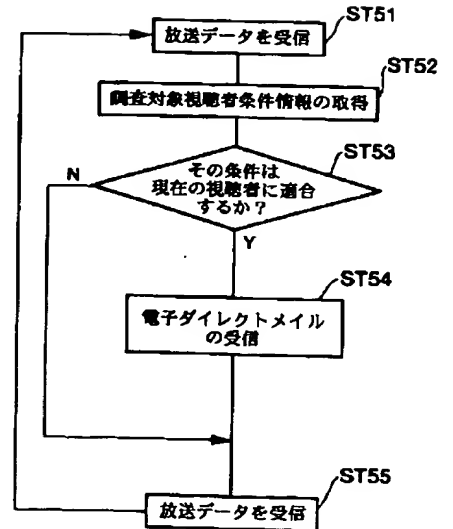 ST51
放送データを受信
ST52
調査対象視聴者条件情報の取得
ST53
その条件は
現在の視聴者に適合
するか？
N
Y
ST54
電子ダイレクトメイル
の受信
ST55
放送データを受信